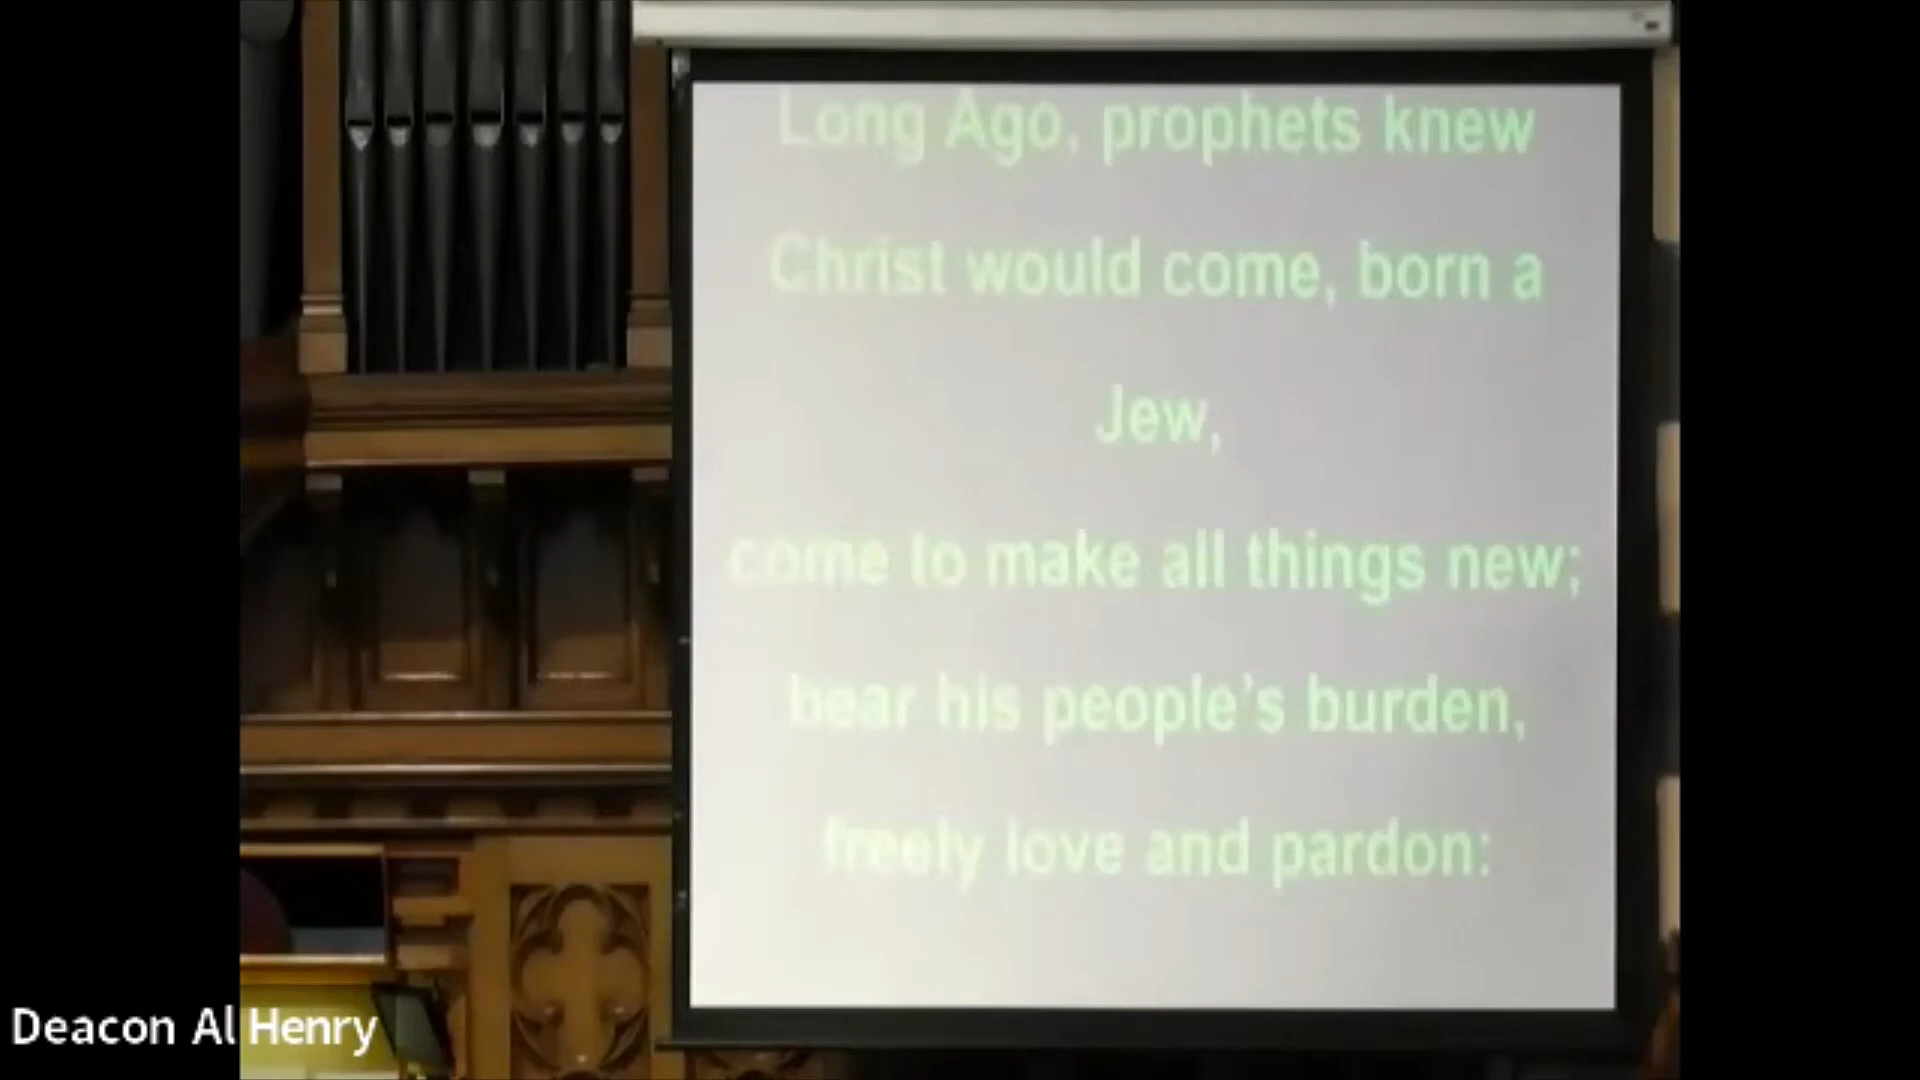 Long Ago, prophets knew
Christ would come, born a
Jew,
come to make all things new;
bear his people's burden,
freely love and pardon:
Deacon Al Henry